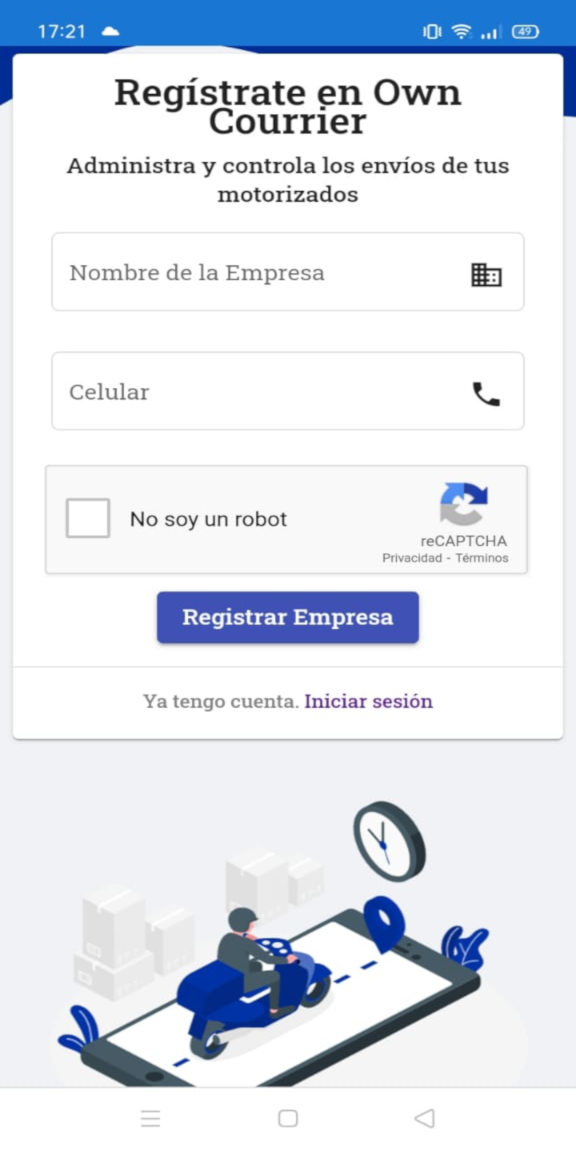 17:21
49
Regístrate en Own
Courrier
Administra y controla los envíos de tus
motorizados
Nombre de la Empresa
Celular
No soy un robot
reCAPTCHA
Privacidad - Términos
Registrar Empresa
Ya tengo cuenta. Iniciar sesión